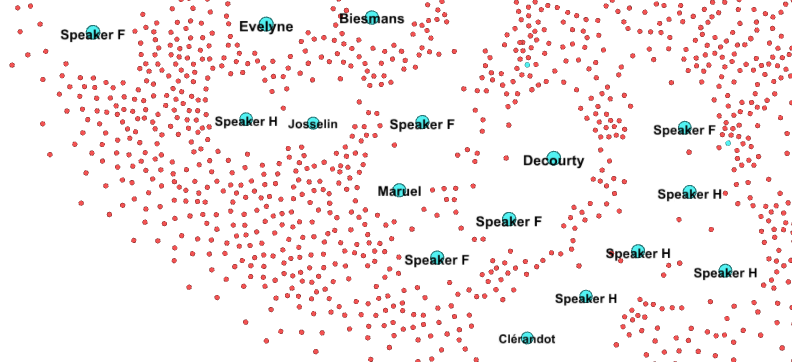 Biesmans
Evelyne
Speaker F
Speaker H
Josselin
Speaker F
Speaker F
Decourty
Maruel
Speaker H
Speaker F
Speaker H
Speaker F
Speaker H
Speaker H
Clérandot